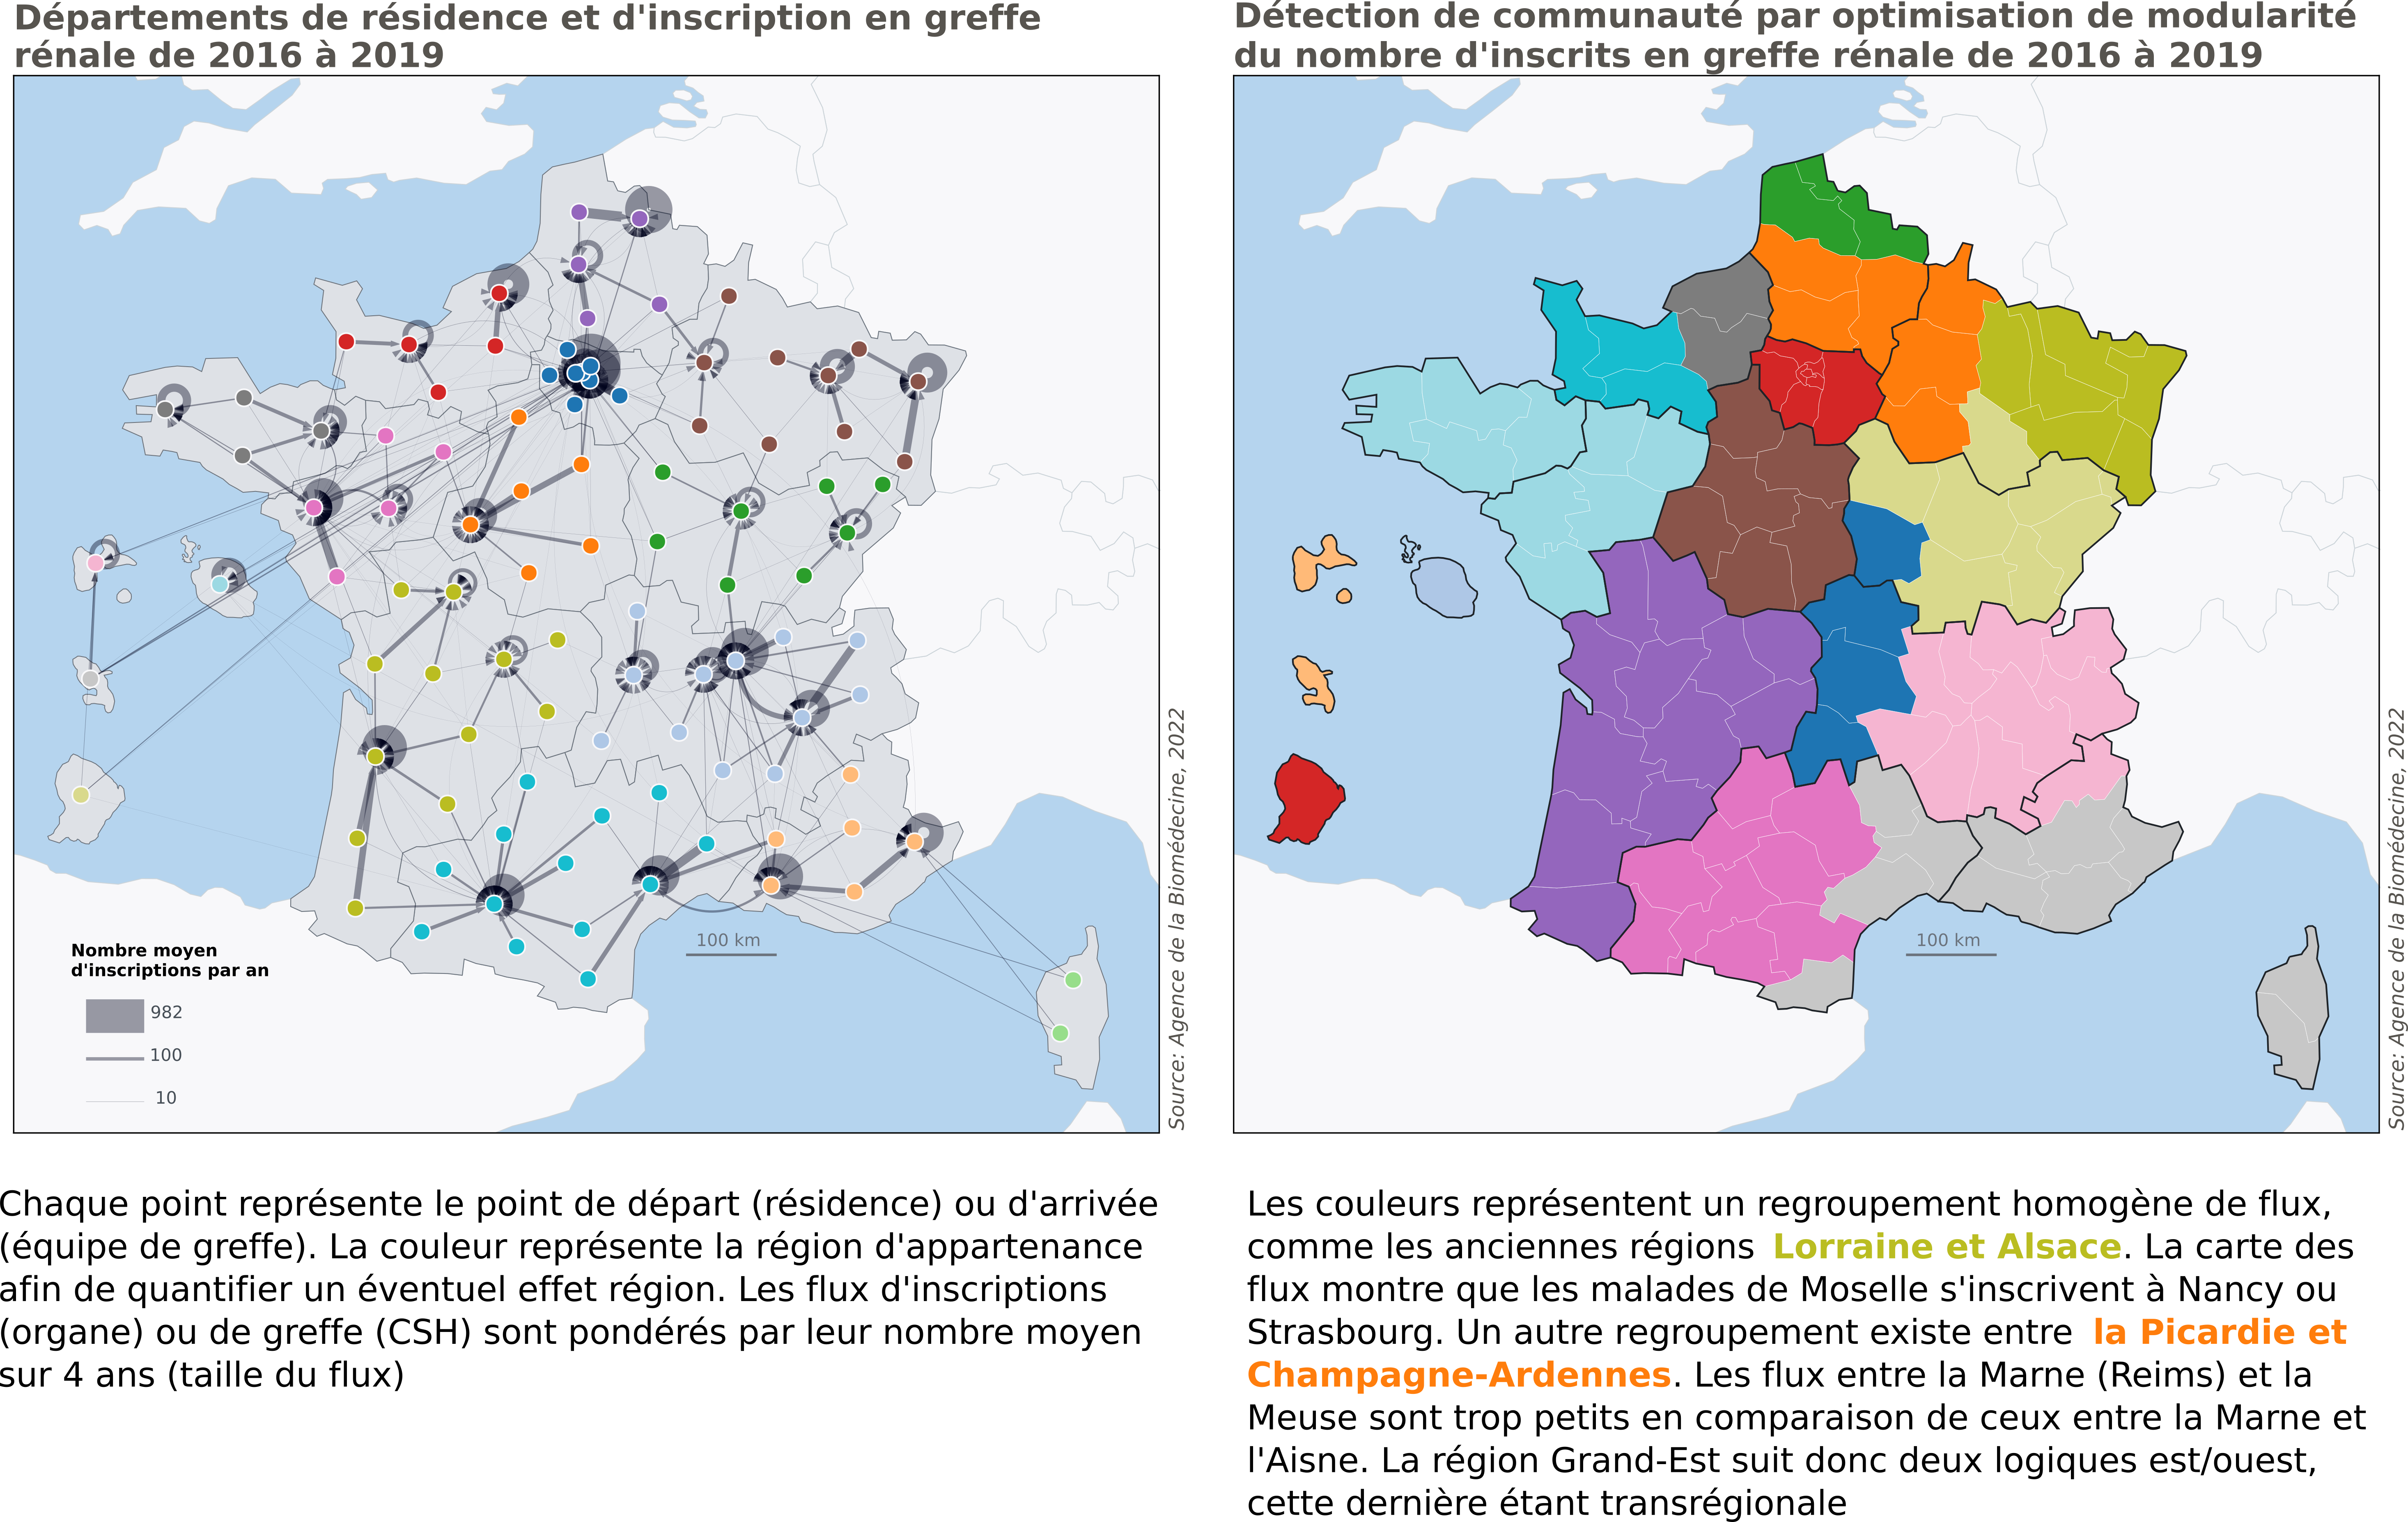 Départements de résidence et d'inscription en greffe
rénale de 2016 à 2019
Nombre moyen
d'inscriptions par an
982
100
10
100 km
Source: Agence de la Biomédecine, 2022
Chaque point représente le point de départ (résidence) ou d'arrivée
(équipe de greffe). La couleur représente la région d'appartenance
afin de quantifier un éventuel effet région. Les flux d'inscriptions
(organe) ou de greffe (CSH) sont pondérés par leur nombre moyen
sur 4 ans (taille du flux)
Détection de communauté par optimisation de modularité
du nombre d'inscrits en greffe rénale de 2016 à 2019
100 km
Source: Agence de la Biomédecine, 2022
Les couleurs représentent un regroupement homogène de flux,
comme les anciennes régions Lorraine et Alsace. La carte des
flux montre que les malades de Moselle s'inscrivent à Nancy ou
Strasbourg. Un autre regroupement existe entre la Picardie et
Champagne-Ardennes. Les flux entre la Marne (Reims) et la
Meuse sont trop petits en comparaison de ceux entre la Marne et
l'Aisne. La région Grand-Est suit donc deux logiques est/ouest,
cette dernière étant transrégionale